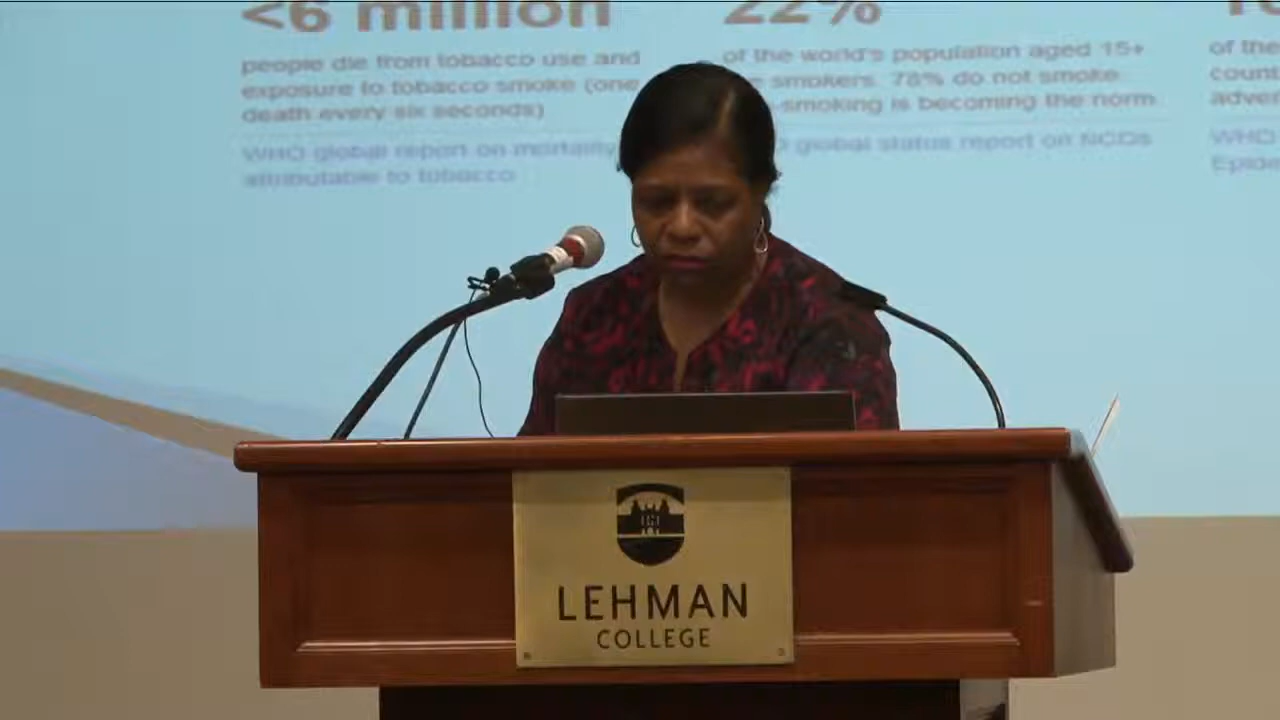 <6 million
people die from tobacco use and
exposure to tobacco smoke (one
death every six seconds)
WHO global report on mortality
attributable to tobacco
22%
of the world's population aged 15+
smokers. 78% do not smoke.
-smoking is becoming the norm
global status report on NCDs
of the
WHO
LEHMAN
COLLEGE